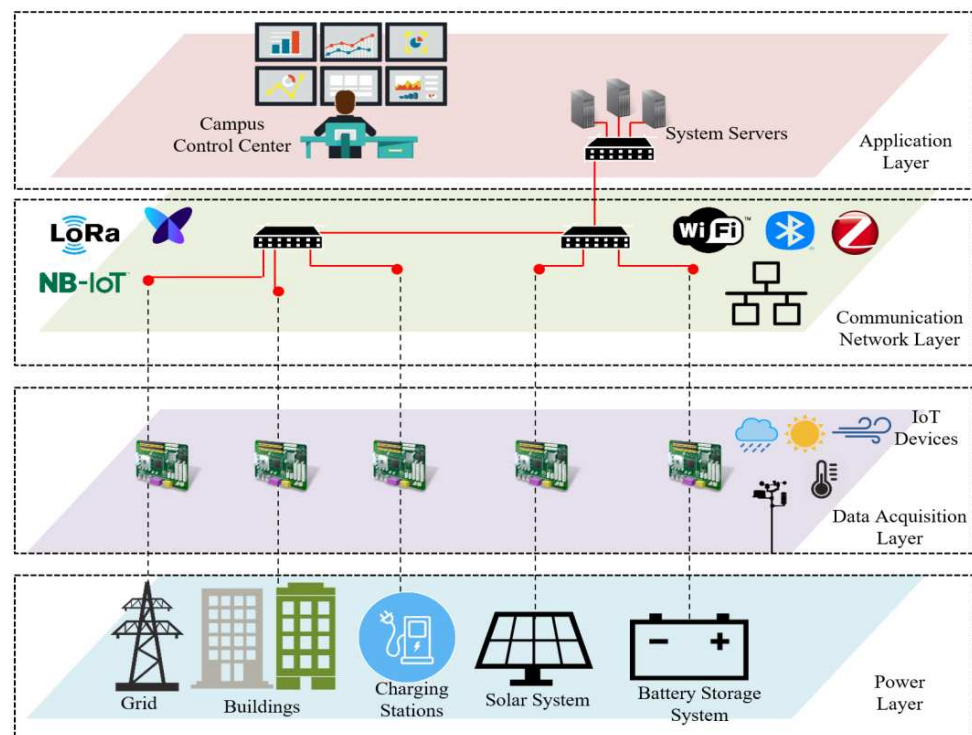 Campus
Control Center
System Servers
Application
Layer
LoRa
NB-IoT
WiFi™
Z
Communication
Network Layer
IoT
Devices
Data Acquisition
Layer
Grid
Buildings
Charging
Stations
Solar System
Battery Storage
System
Power
Layer